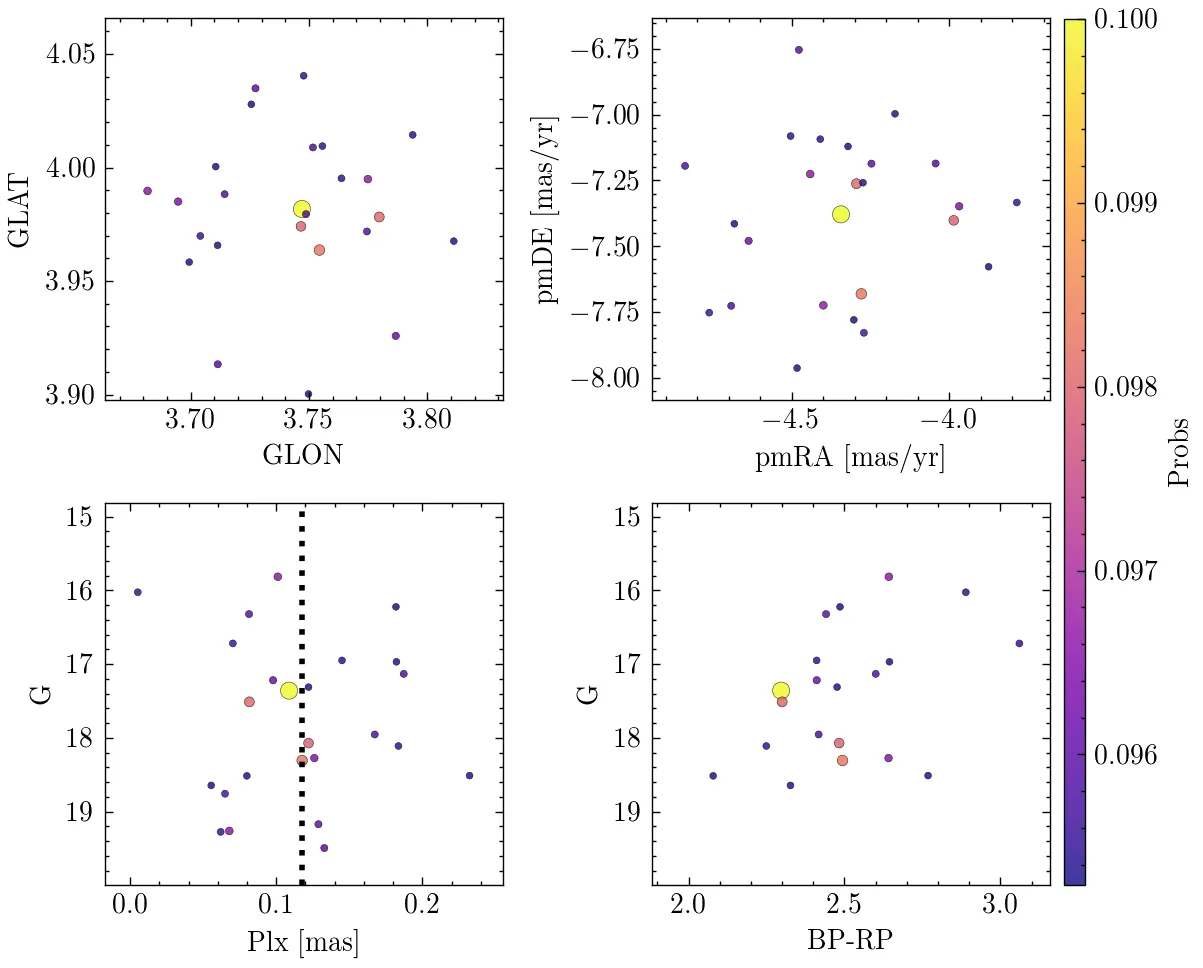 4.05
4.00
3.95
3.90
GLAT
3.70 3.75 3.80
GLON
−6.75
−7.00
−7.25
−7.50
−7.75
−8.00
pmDE [mas/yr]
−4.5 −4.0
pmRA [mas/yr]
0.100
0.099
0.098
0.097
0.096
Probs
15
16
17
18
19
G
0.0 0.1 0.2
Plx [mas]
15
16
17
18
19
G
2.0 2.5 3.0
BP-RP